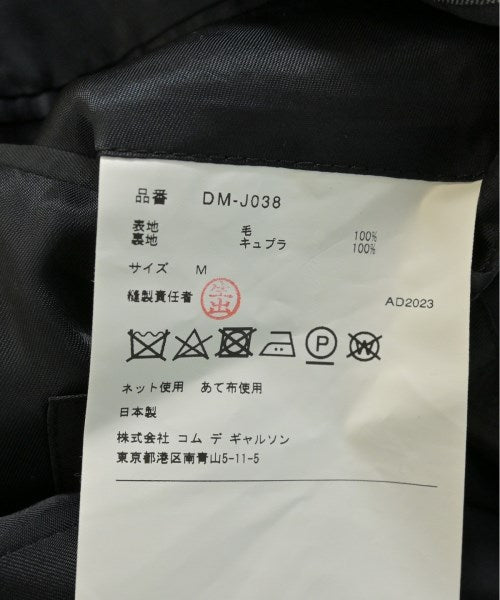 品番 DM-J038
表地 毛 100%
裏地 キュプラ 100%
サイズ M
縫製責任者
AD2023
P
W
ネット使用 あて布使用
日本製
株式会社 コム デ ギャルソン
東京都港区南青山5-11-5